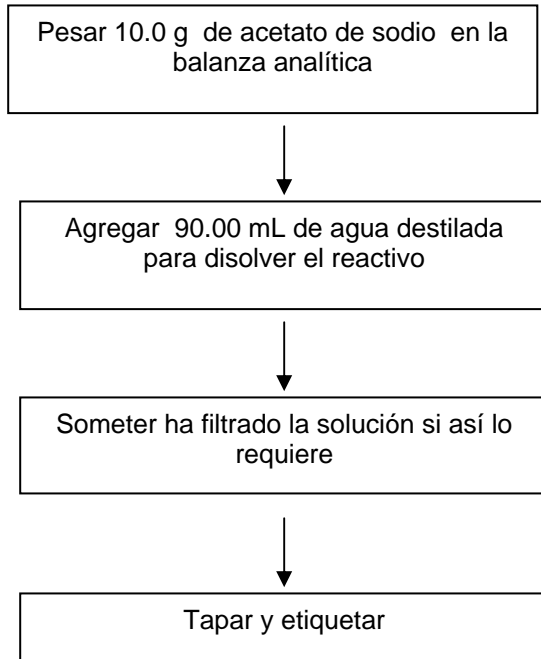 Pesar 10.0 g de acetato de sodio en la
balanza analítica
Agregar 90.00 mL de agua destilada
para disolver el reactivo
Someter ha filtrado la solución si así lo
requiere
Tapar y etiquetar